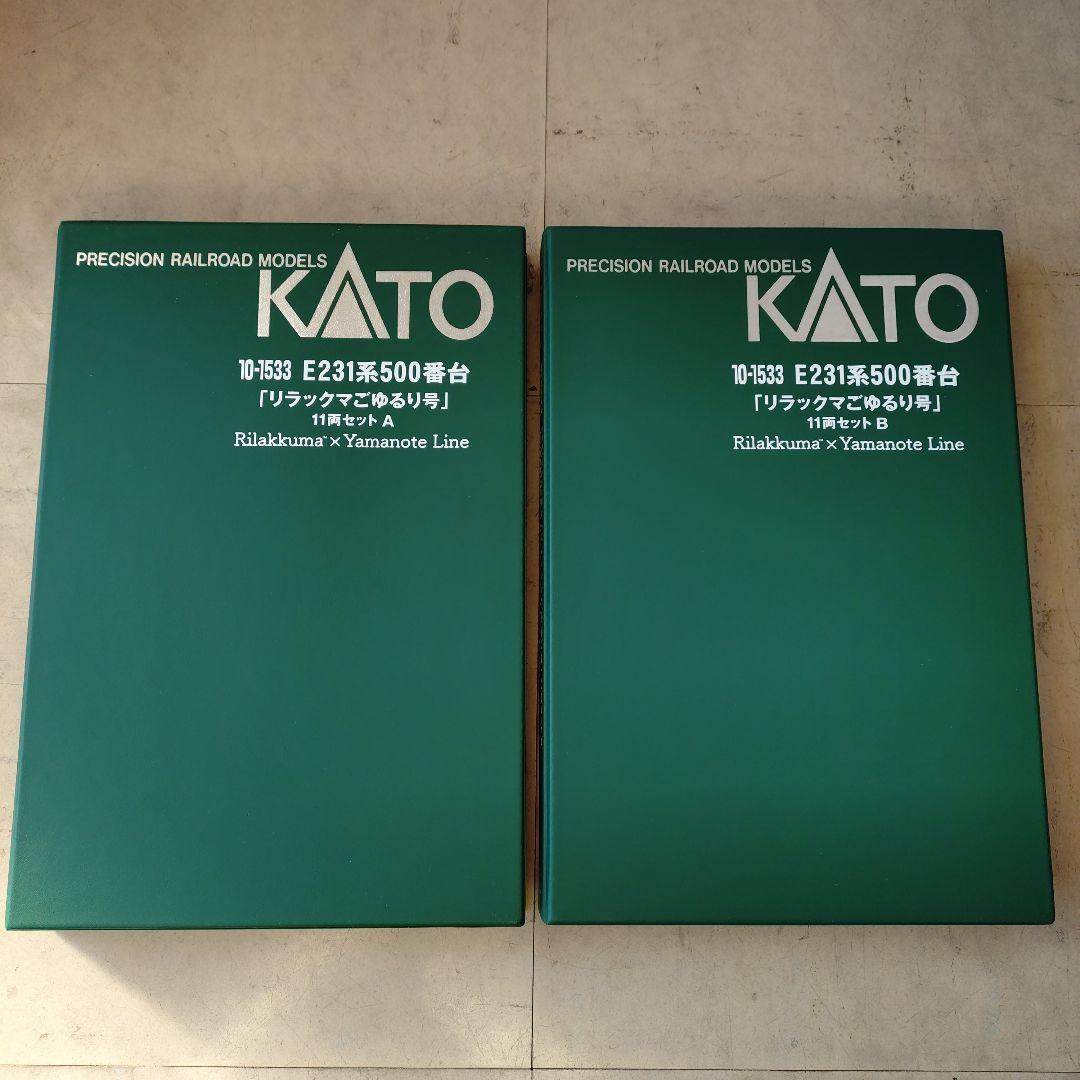 PRECISION RAILROAD MODELS
KATO
10-1533 E231系500番台
「リラックマごゆるり号」
11両セット A
Rilakkuma™ × Yamanote Line
PRECISION RAILROAD MODELS
KATO
10-1533 E231系500番台
「リラックマごゆるり号」
11両セット B
Rilakkuma™ × Yamanote Line